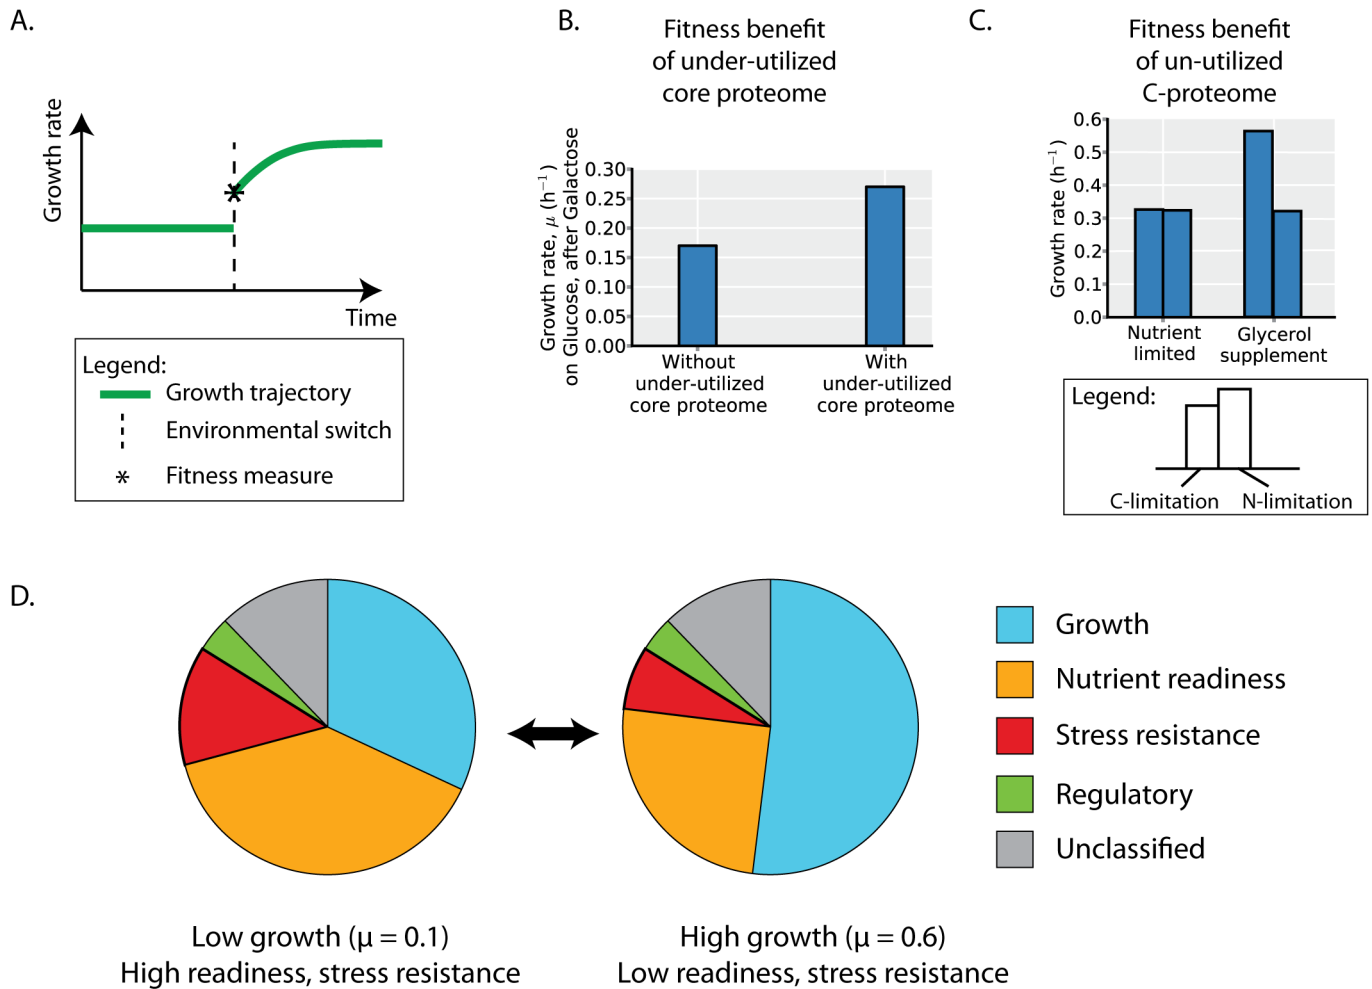 A.
Growth rate
Time
Legend:
Growth trajectory
Environmental switch
Fitness measure
B.
Fitness benefit
of under-utilized
core proteome
Growth rate, μ (h⁻¹)
on Glucose, after Galactose
0.30
0.25
0.20
0.15
0.10
0.05
0.00
Without
under-utilized
core proteome
With
under-utilized
core proteome
C.
Fitness benefit
of un-utilized
C-proteome
Growth rate (h⁻¹)
0.6
0.5
0.4
0.3
0.2
0.1
0.0
Nutrient
limited
Glycerol
supplement
Legend:
C-limitation
N-limitation
D.
Growth
Nutrient readiness
Stress resistance
Regulatory
Unclassified
Low growth (μ = 0.1)
High readiness, stress resistance
High growth (μ = 0.6)
Low readiness, stress resistance